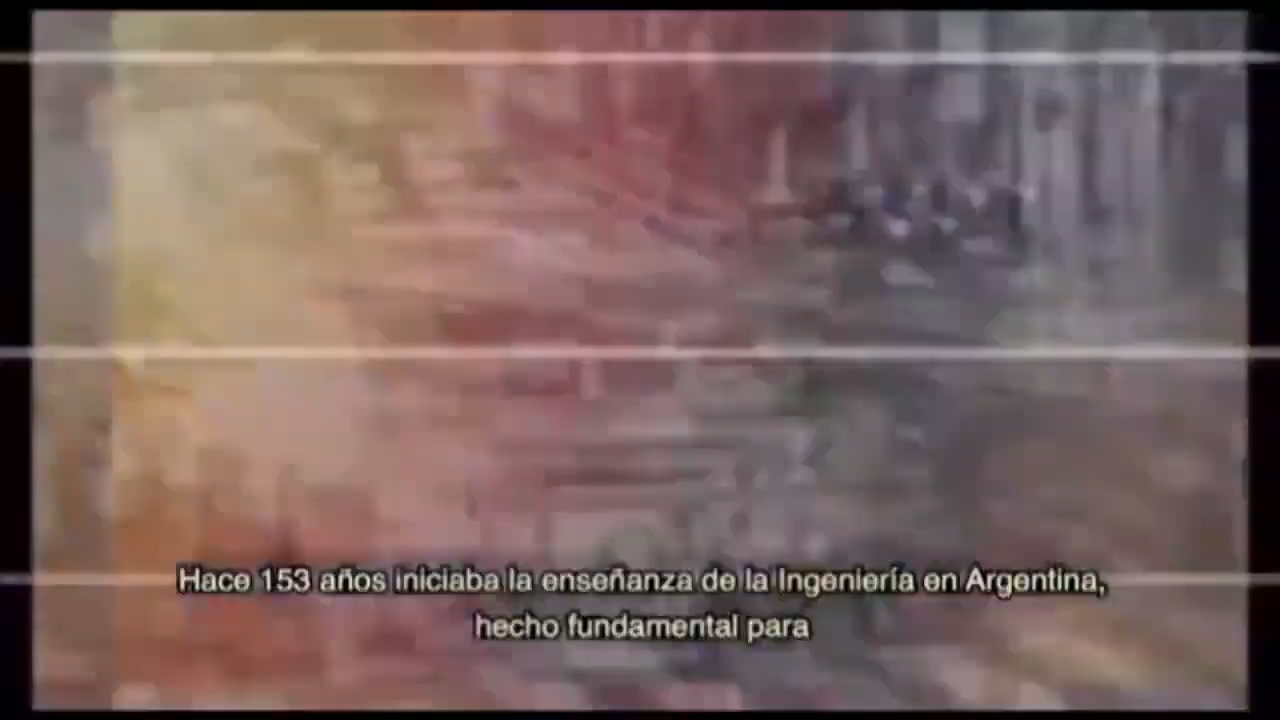 Hace 153 años iniciaba la enseñanza de la Ingeniería en Argentina,
hecho fundamental para